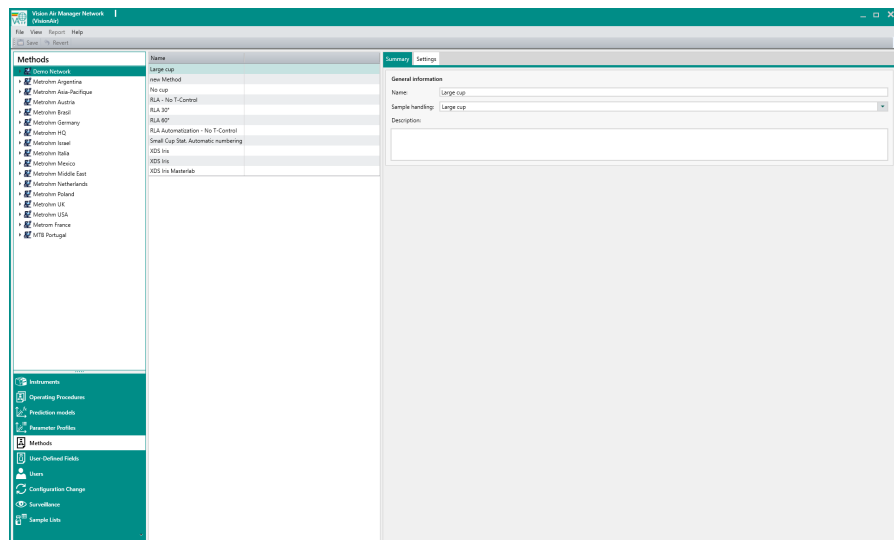 Vision Air Manager Network
(VisionAir)
File View Report Help
Save Revert
Methods
Demo Network
Metrohm Argentina
Metrohm Asia-Pacifique
Metrohm Austria
Metrohm Brasil
Metrohm Germany
Metrohm HQ
Metrohm Israel
Metrohm Italia
Metrohm Mexico
Metrohm Middle East
Metrohm Netherlands
Metrohm Poland
Metrohm UK
Metrohm USA
Metrom France
MTB Portugal
Instruments
Operating Procedures
Prediction models
Parameter Profiles
Methods
User-Defined Fields
Users
Configuration Change
Surveillance
Sample Lists
Name
Large cup
new Method
No cup
RLA - No T-Control
RLA 30°
RLA 60°
RLA Automatization - No T-Control
Small Cup Stat. Automatic numbering
XDS Iris
XDS Iris
XDS Iris Masterlab
Summary Settings
General information
Name: Large cup
Sample handling: Large cup
Description: